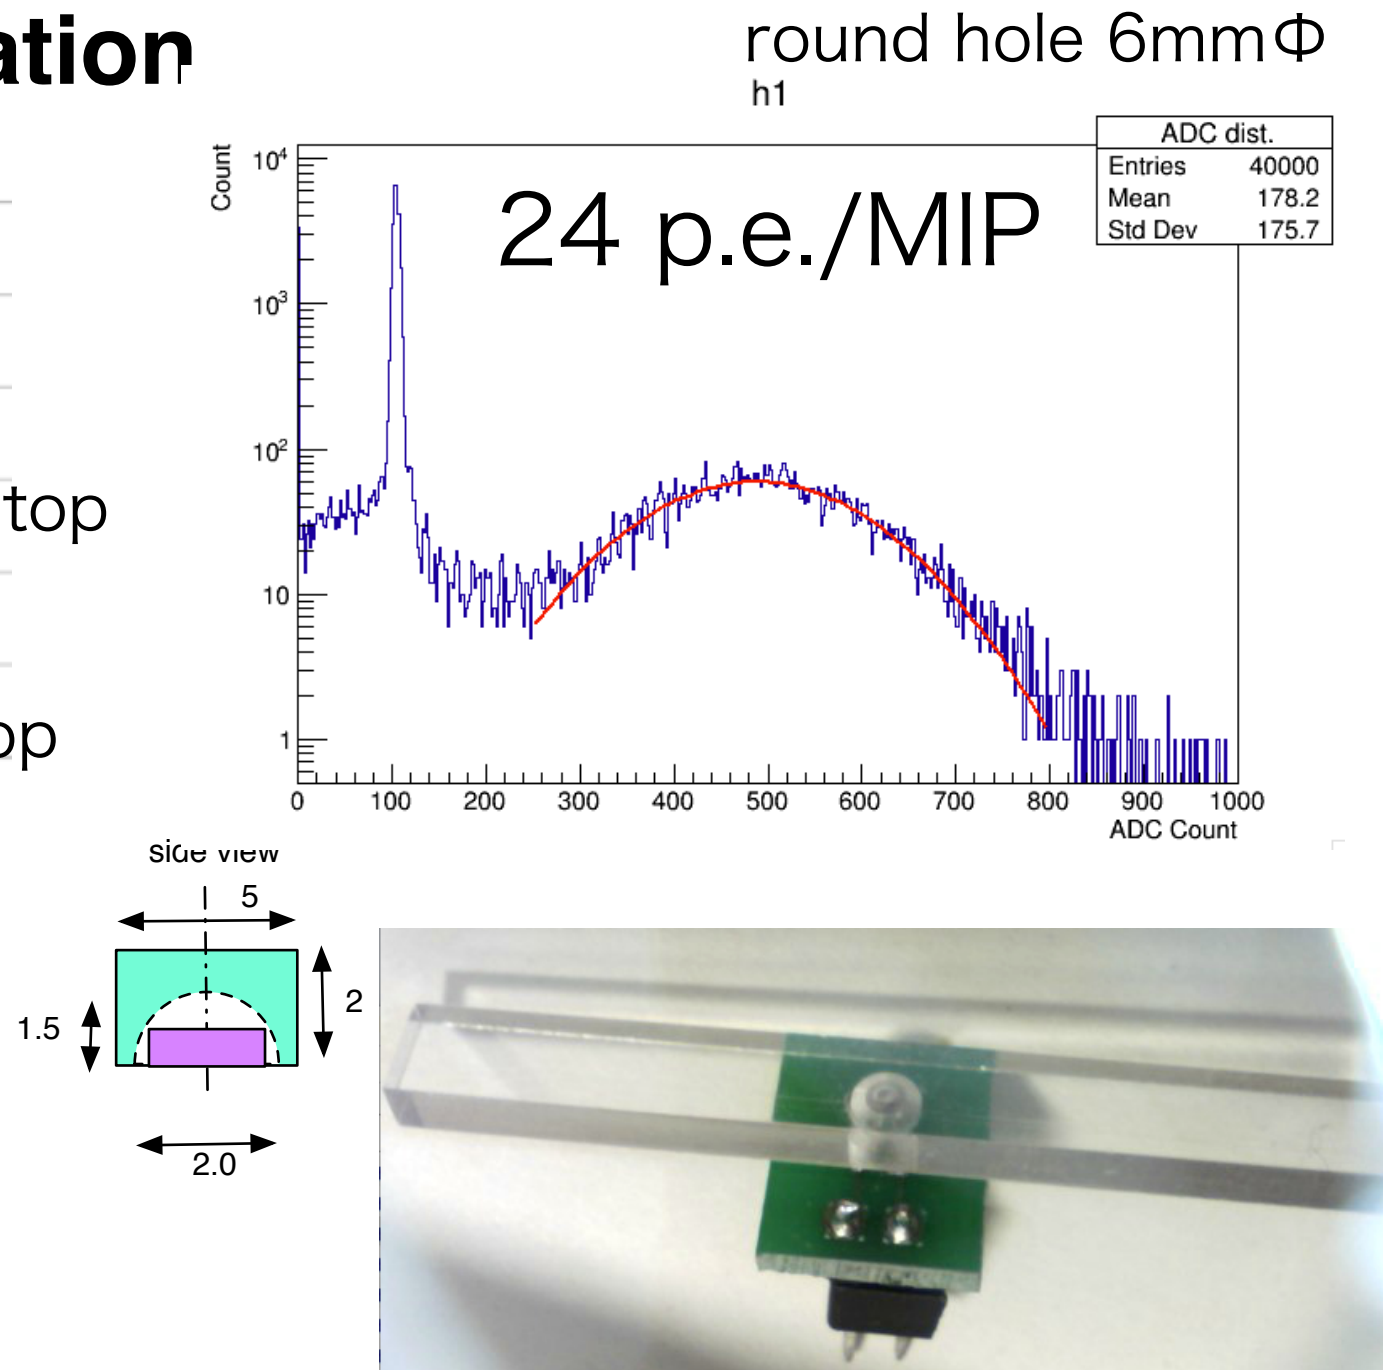 ation
round hole 6mmΦ
h1
ADC dist.
Entries 40000
Mean 178.2
Std Dev 175.7
Count
24 p.e./MIP
10⁴
10³
10²
10
1
top
op
0 100 200 300 400 500 600 700 800 900 1000
ADC Count
side view
5
2
1.5
2.0